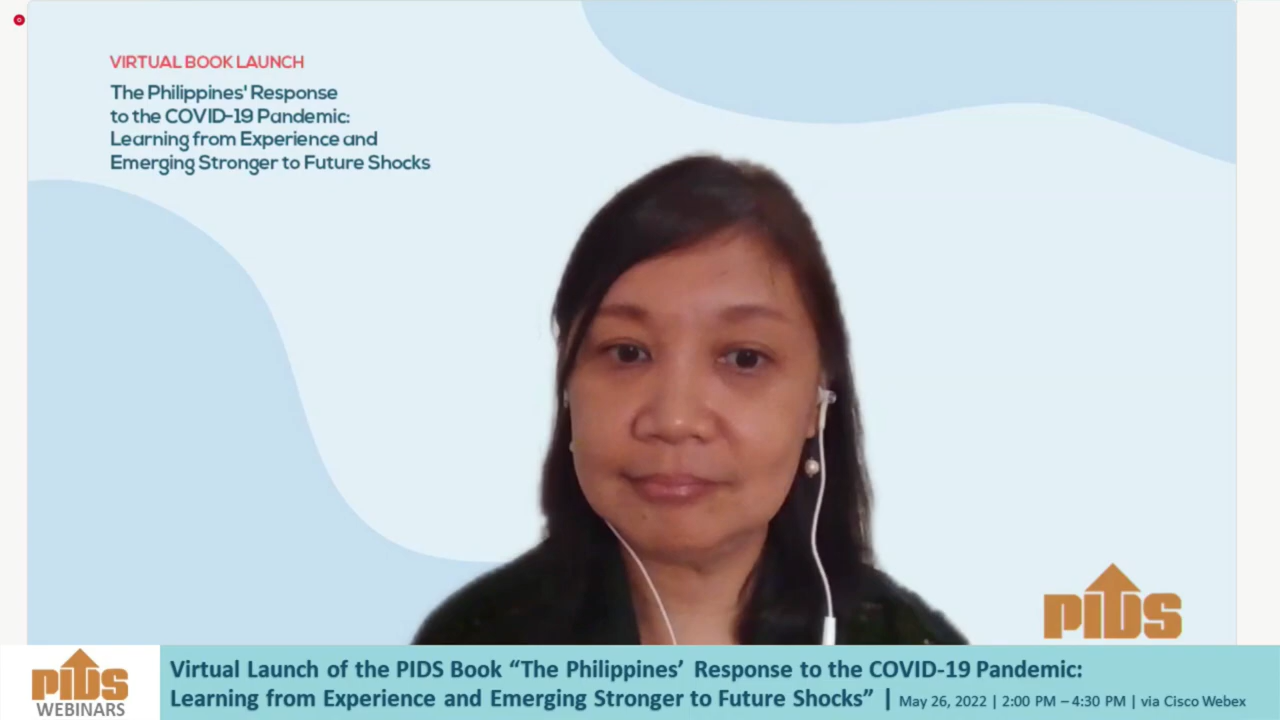 VIRTUAL BOOK LAUNCH
The Philippines' Response
to the COVID-19 Pandemic:
Learning from Experience and
Emerging Stronger to Future Shocks
PIDS
PIDS
WEBINARS
Virtual Launch of the PIDS Book “The Philippines’ Response to the COVID-19 Pandemic:
Learning from Experience and Emerging Stronger to Future Shocks” | May 26, 2022 | 2:00 PM – 4:30 PM | via Cisco Webex